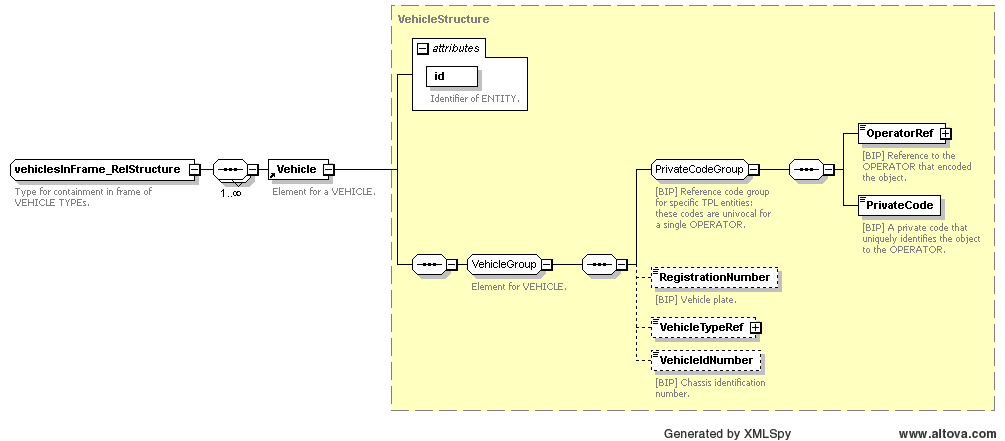 VehicleStructure
attributes
id
Identifier of ENTITY.
vehiclesInFrame_RelStructure
Type for containment in frame of
VEHICLE TYPEs.
1..∞
Vehicle
Element for a VEHICLE.
VehicleGroup
Element for VEHICLE.
PrivateCodeGroup
[BIP] Reference code group
for specific TPL entities:
these codes are univocal for
a single OPERATOR.
OperatorRef
[BIP] Reference to the
OPERATOR that encoded
the object.
PrivateCode
[BIP] A private code that
uniquely identifies the object
to the OPERATOR.
RegistrationNumber
[BIP] Vehicle plate.
VehicleTypeRef
VehicleIdNumber
[BIP] Chassis identification
number.
Generated by XMLSpy
www.altova.com